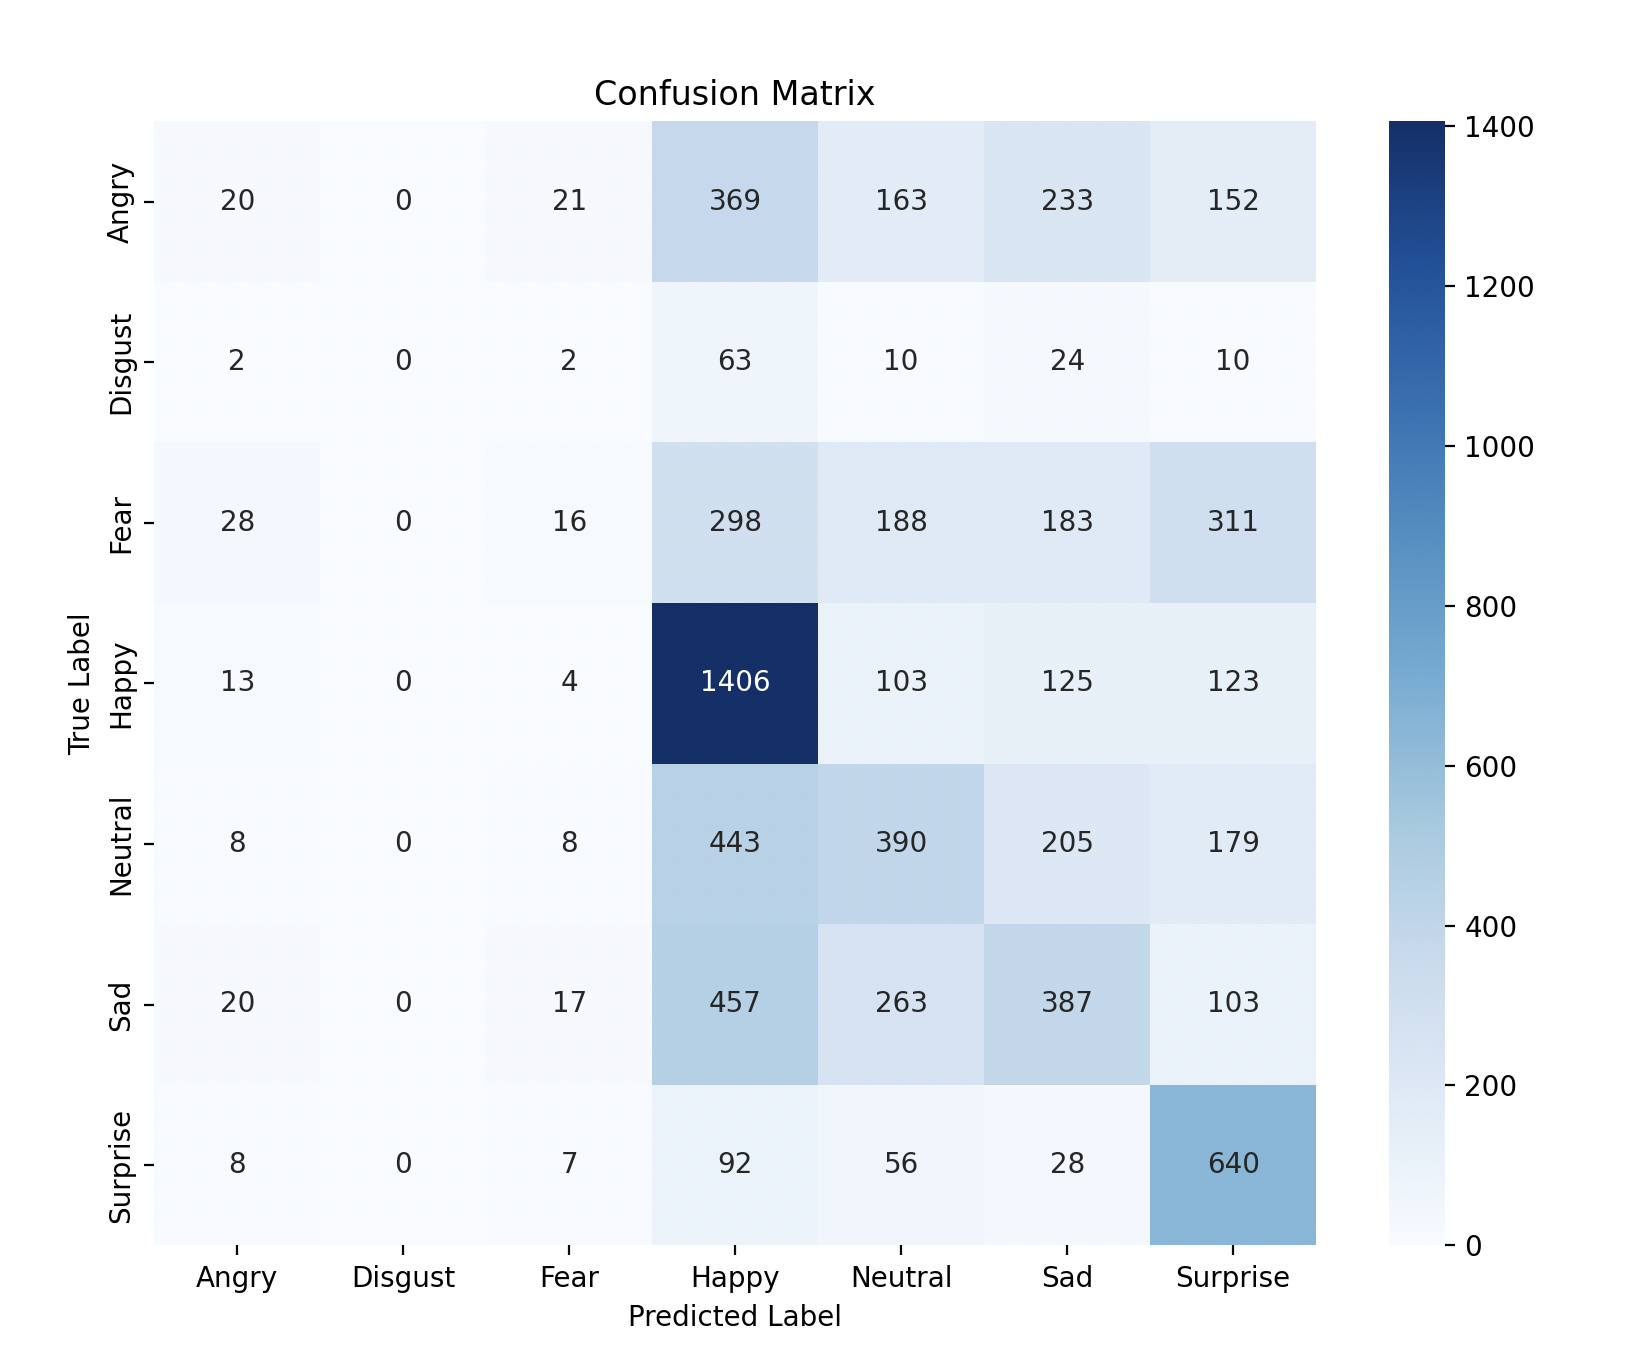 Confusion Matrix
Angry 20 0 21 369 163 233 152
Disgust 2 0 2 63 10 24 10
Fear 28 0 16 298 188 183 311
Happy 13 0 4 1406 103 125 123
Neutral 8 0 8 443 390 205 179
Sad 20 0 17 457 263 387 103
Surprise 8 0 7 92 56 28 640
True Label
Angry Disgust Fear Happy Neutral Sad Surprise
Predicted Label
1400
1200
1000
800
600
400
200
0